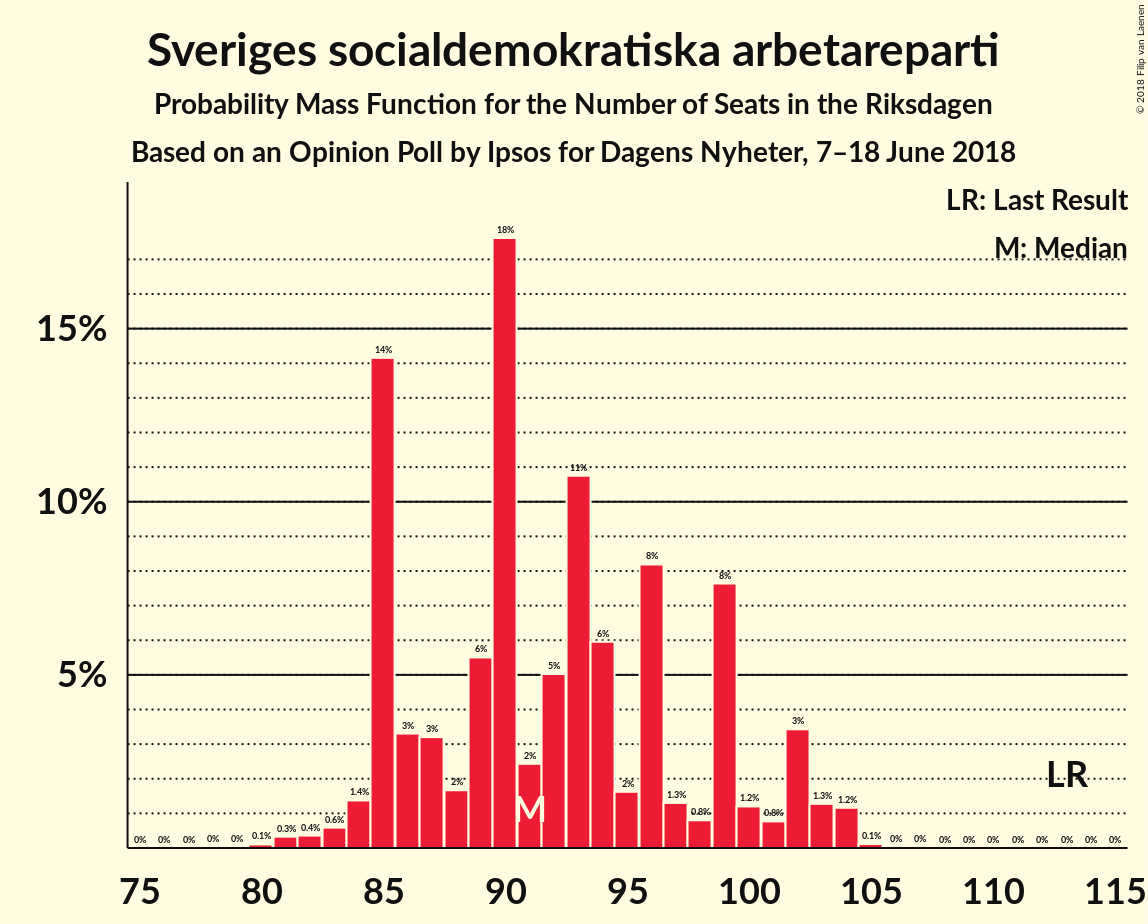 Sveriges socialdemokratiska arbetareparti
Probability Mass Function for the Number of Seats in the Riksdagen
Based on an Opinion Poll by Ipsos for Dagens Nyheter, 7–18 June 2018
© 2018 Filip van Laenen
LR: Last Result
M: Median
15%
10%
5%
0% 0% 0% 0% 0% 0.1% 0.3% 0.4% 0.6% 1.4% 14% 3% 3% 2% 6% 18% 2% 5% 11% 6% 2% 8% 1.3% 0.8% 8% 1.2% 0.8% 3% 1.3% 1.2% 0.1% 0% 0% 0% 0% 0% 0% 0% 0% 0% 0%
M
LR
75 80 85 90 95 100 105 110 115